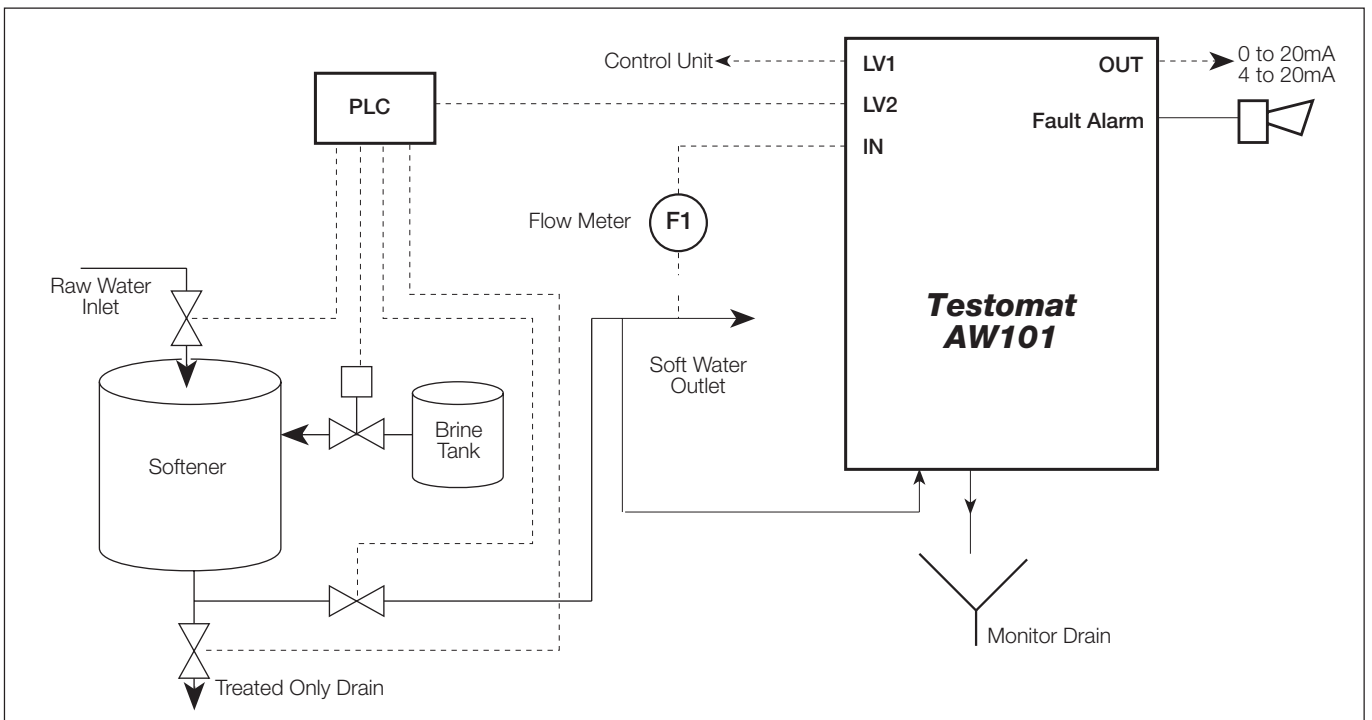 Control Unit
LV1
OUT
0 to 20mA
4 to 20mA
PLC
LV2
Fault Alarm
IN
Flow Meter
F1
Raw Water
Inlet
Testomat
AW101
Soft Water
Outlet
Brine
Tank
Softener
Monitor Drain
Treated Only Drain